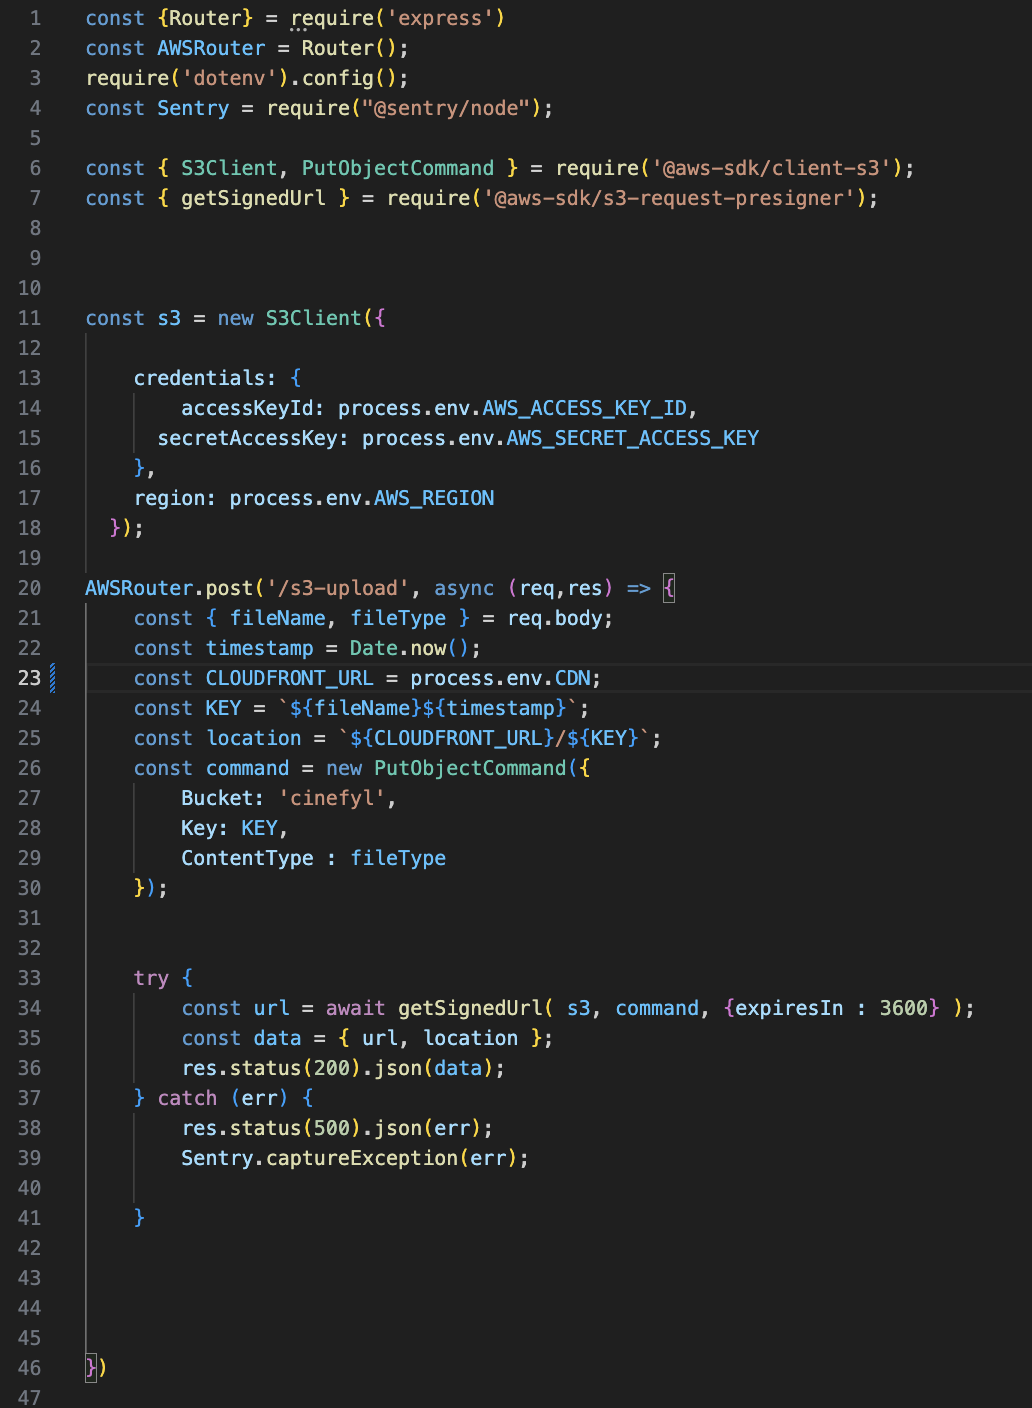 1 const {Router} = require('express')
2 const AWSRouter = Router();
3 require('dotenv').config();
4 const Sentry = require("@sentry/node");
5
6 const { S3Client, PutObjectCommand } = require('@aws-sdk/client-s3');
7 const { getSignedUrl } = require('@aws-sdk/s3-request-presigner');
8
9
10
11 const s3 = new S3Client({
12
13 credentials: {
14 accessKeyId: process.env.AWS_ACCESS_KEY_ID,
15 secretAccessKey: process.env.AWS_SECRET_ACCESS_KEY
16 },
17 region: process.env.AWS_REGION
18 });
19
20 AWSRouter.post('/s3-upload', async (req,res) => {
21 const { fileName, fileType } = req.body;
22 const timestamp = Date.now();
23 const CLOUDFRONT_URL = process.env.CDN;
24 const KEY = `${fileName}${timestamp}`;
25 const location = `${CLOUDFRONT_URL}/${KEY}`;
26 const command = new PutObjectCommand({
27 Bucket: 'cinefyl',
28 Key: KEY,
29 ContentType : fileType
30 });
31
32
33 try {
34 const url = await getSignedUrl( s3, command, {expiresIn : 3600} );
35 const data = { url, location };
36 res.status(200).json(data);
37 } catch (err) {
38 res.status(500).json(err);
39 Sentry.captureException(err);
40
41 }
42
43
44
45
46 })
47